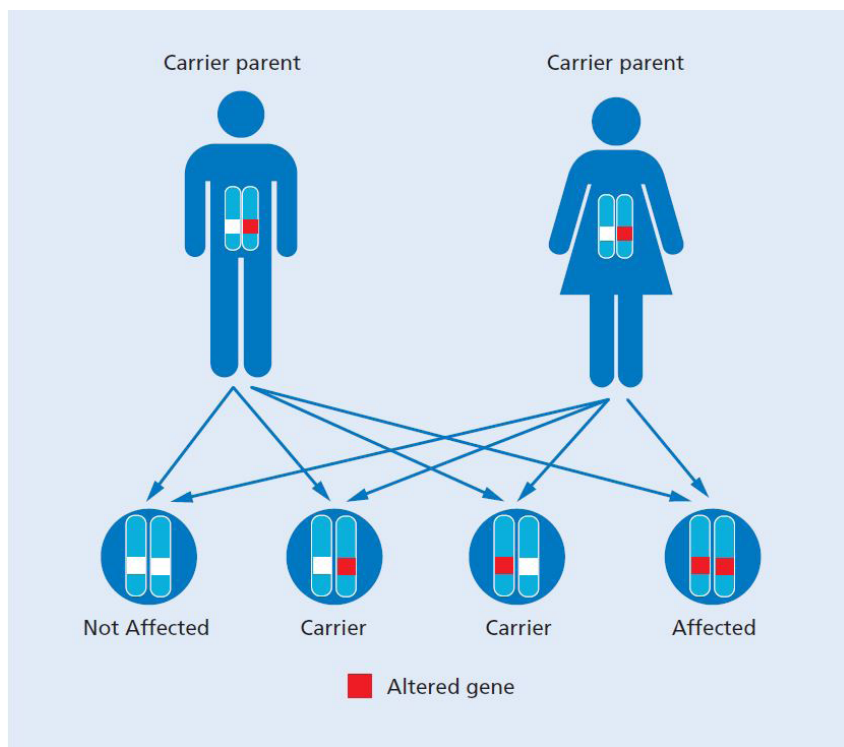 Carrier parent
Carrier parent
Not Affected
Carrier
Carrier
Affected
Altered gene